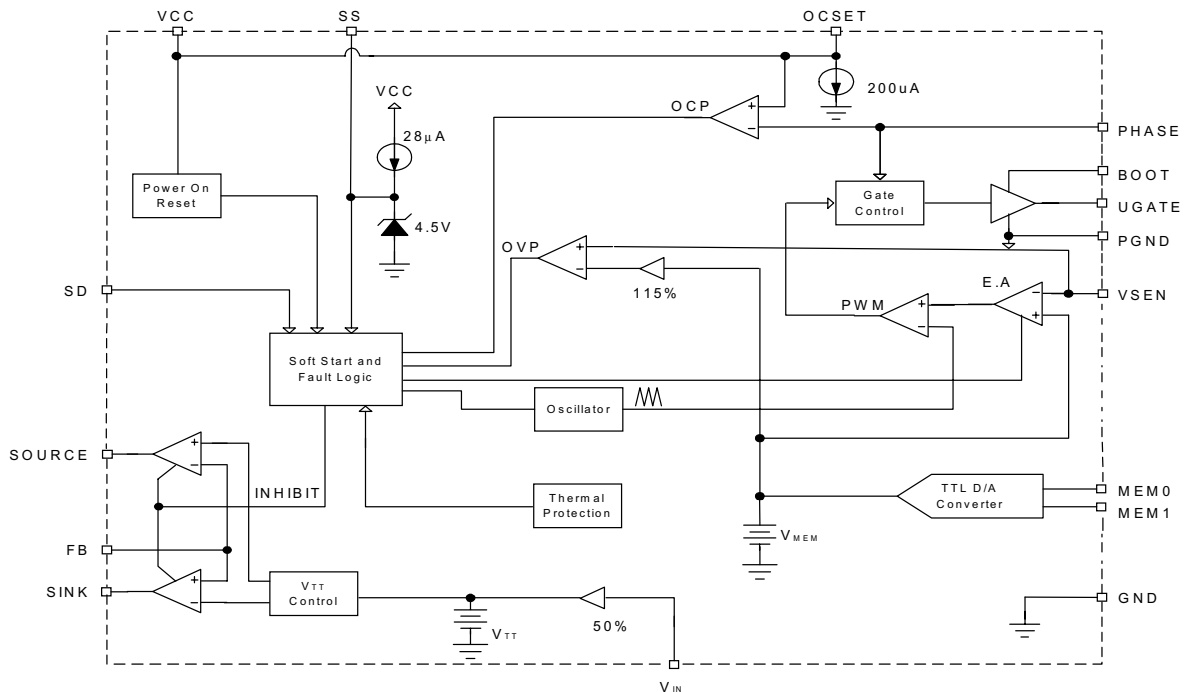 VCC
SS
OCSET
VCC
200uA
OCP
28µA
PHASE
Power On
Reset
BOOT
Gate
Control
UGATE
4.5V
OVP
PGND
115%
E.A
SD
VSEN
PWM
Soft Start and
Fault Logic
Oscillator
SOURCE
INHIBIT
Thermal
Protection
TTL D/A
Converter
MEM0
MEM1
VMEM
FB
SINK
VTT
Control
GND
50%
VTT
VIN